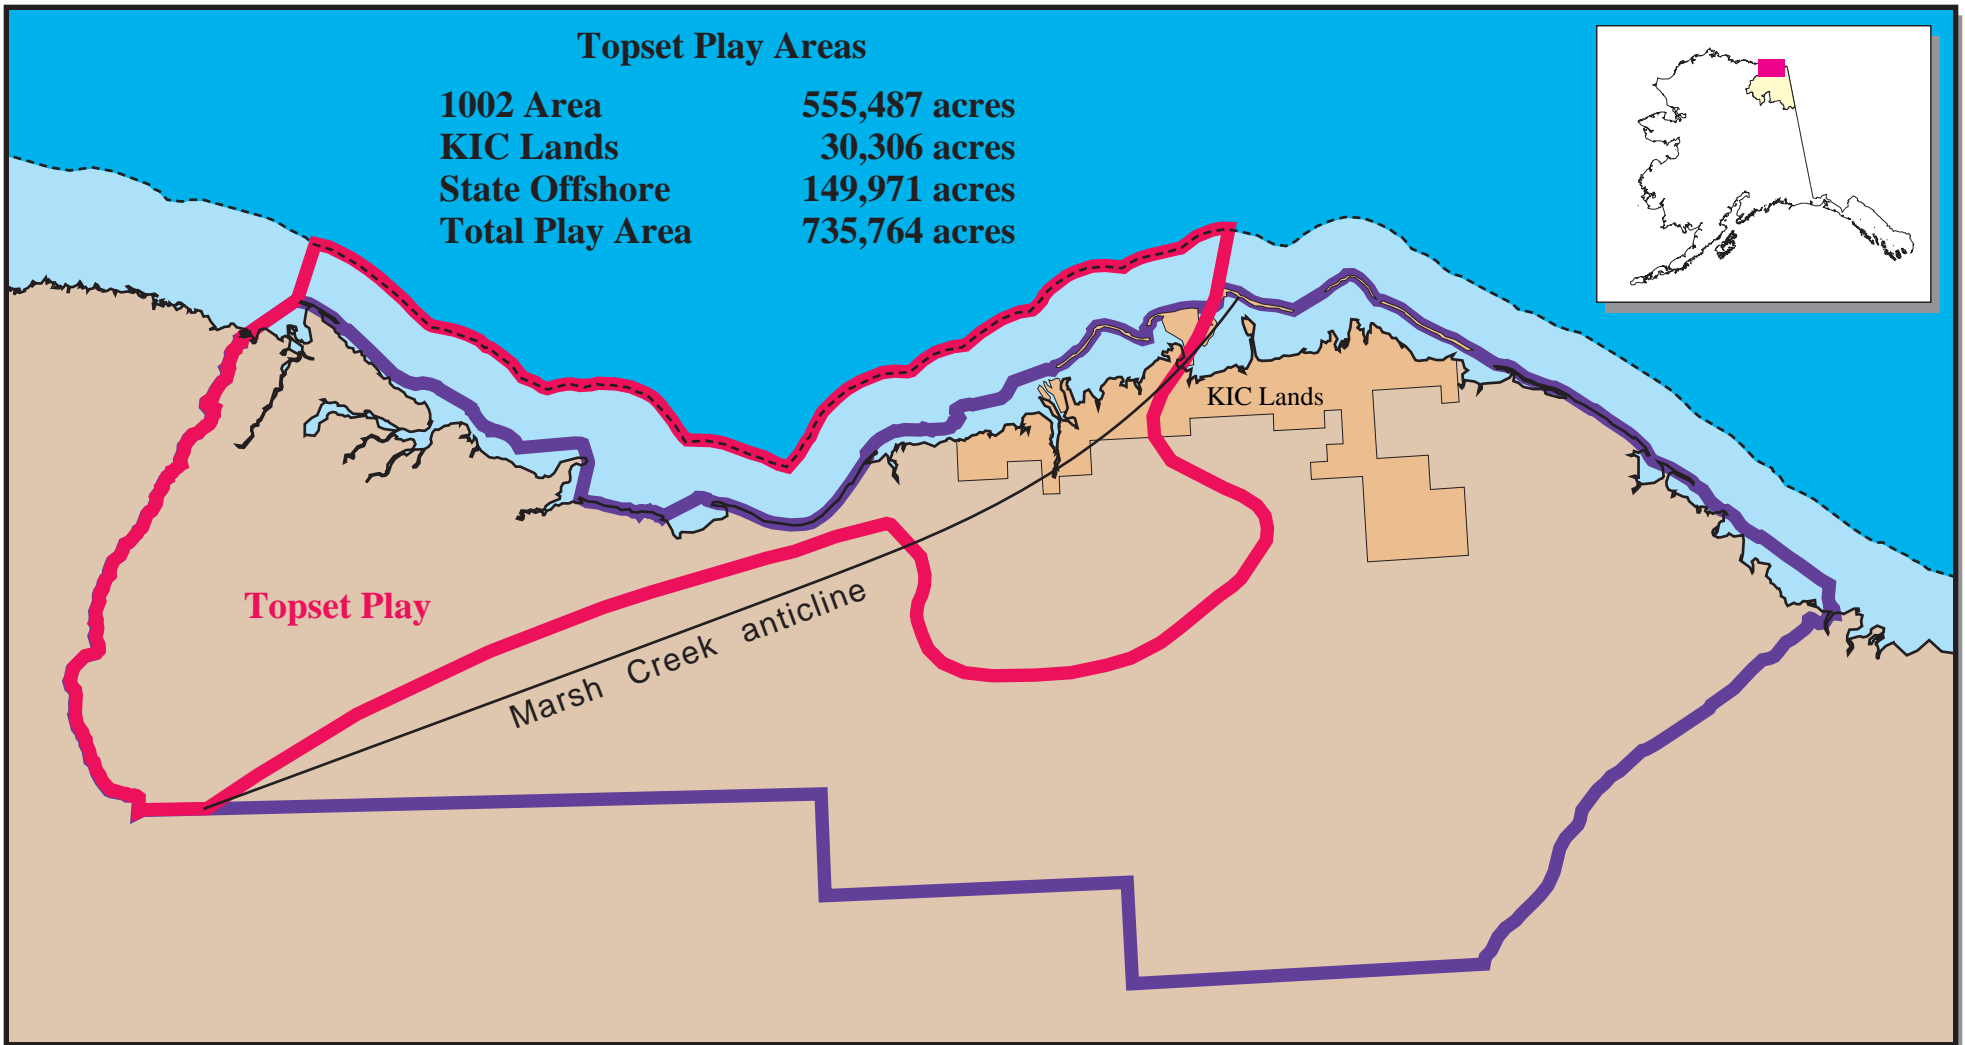 Topset Play Areas
1002 Area 555,487 acres
KIC Lands 30,306 acres
State Offshore 149,971 acres
Total Play Area 735,764 acres
KIC Lands
Topset Play
Marsh Creek anticline